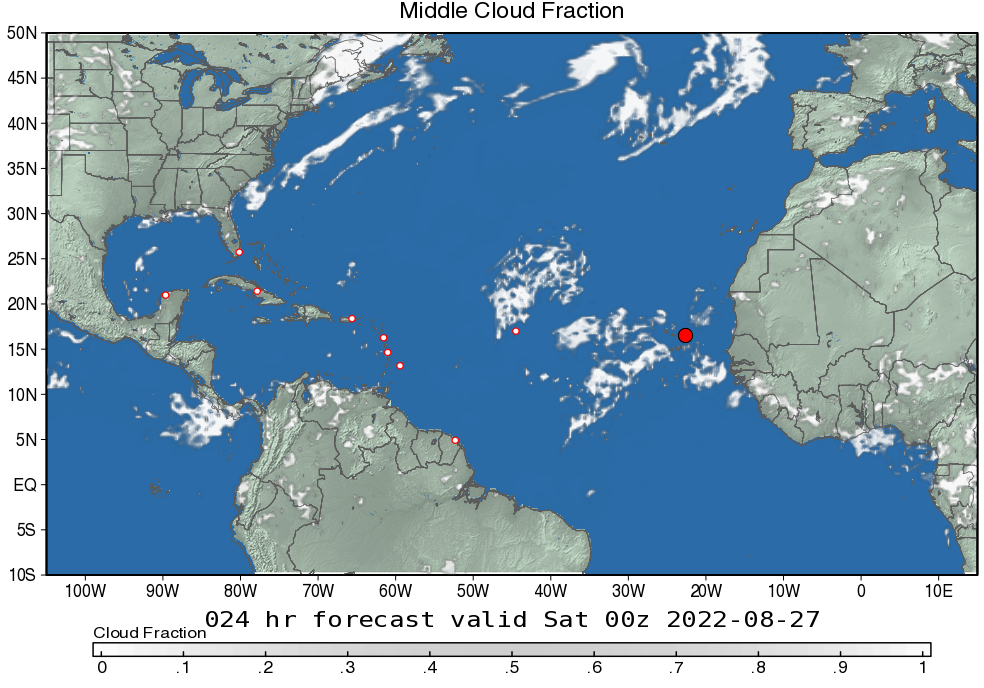 Middle Cloud Fraction
50N
45N
40N
35N
30N
25N
20N
15N
10N
5N
EQ
5S
10S
100W 90W 80W 70W 60W 50W 40W 30W 20W 10W 0 10E
024 hr forecast valid Sat 00z 2022-08-27
Cloud Fraction
0 .1 .2 .3 .4 .5 .6 .7 .8 .9 1